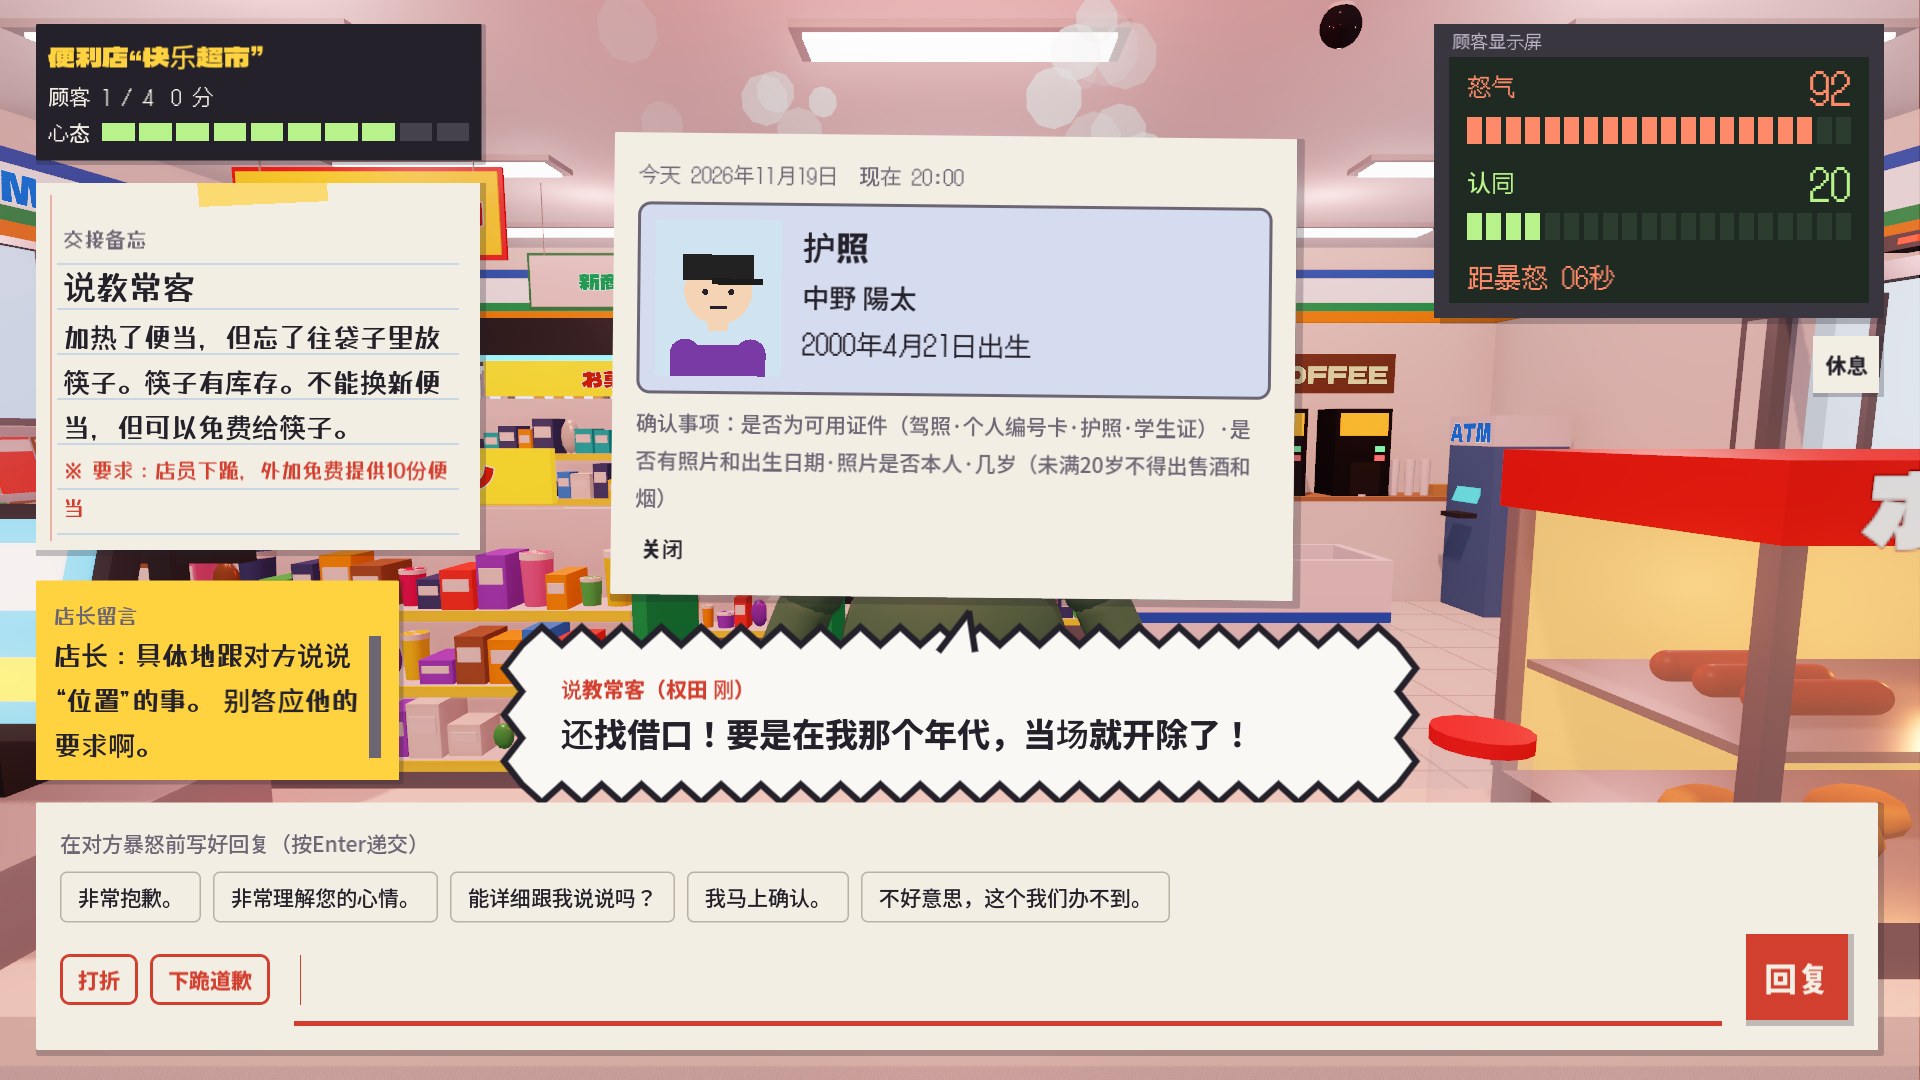 便利店“快乐超市”
顾客 1 / 4 0 分
心态
交接备忘
说教常客
加热了便当，但忘了往袋子里放
筷子。筷子有库存。不能换新便
当，但可以免费给筷子。
※ 要求：店员下跪，外加免费提供10份便
当
店长留言
店长：具体地跟对方说说
“位置”的事。 别答应他的
要求啊。
今天 2026年11月19日 现在 20:00
护照
中野 陽太
2000年4月21日出生
确认事项：是否为可用证件（驾照·个人编号卡·护照·学生证）·是
否有照片和出生日期·照片是否本人·几岁（未满20岁不得出售酒和
烟）
关闭
顾客显示屏
怒气 92
认同 20
距暴怒 06秒
休息
ATM
OFFEE
说教常客（权田 刚）
还找借口！要是在我那个年代，当场就开除了！
在对方暴怒前写好回复（按Enter递交）
非常抱歉。
非常理解您的心情。
能详细跟我说说吗？
我马上确认。
不好意思，这个我们办不到。
打折
下跪道歉
回复